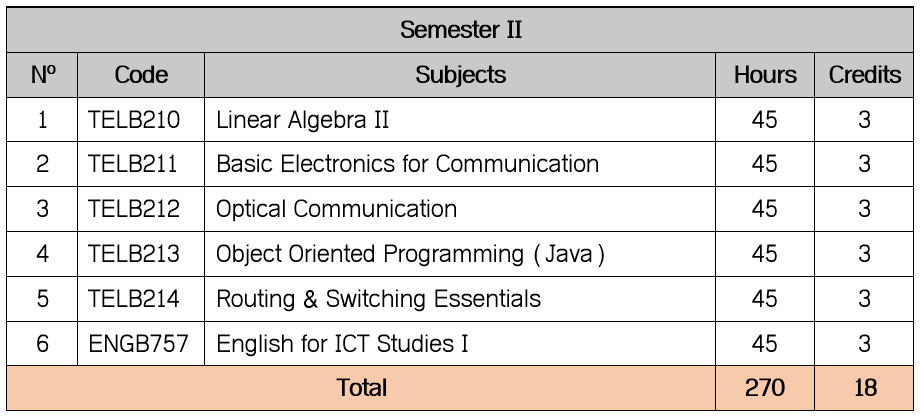 Semester II
Nº Code Subjects Hours Credits
1 TELB210 Linear Algebra II 45 3
2 TELB211 Basic Electronics for Communication 45 3
3 TELB212 Optical Communication 45 3
4 TELB213 Object Oriented Programming (Java) 45 3
5 TELB214 Routing & Switching Essentials 45 3
6 ENGB757 English for ICT Studies I 45 3
Total 270 18